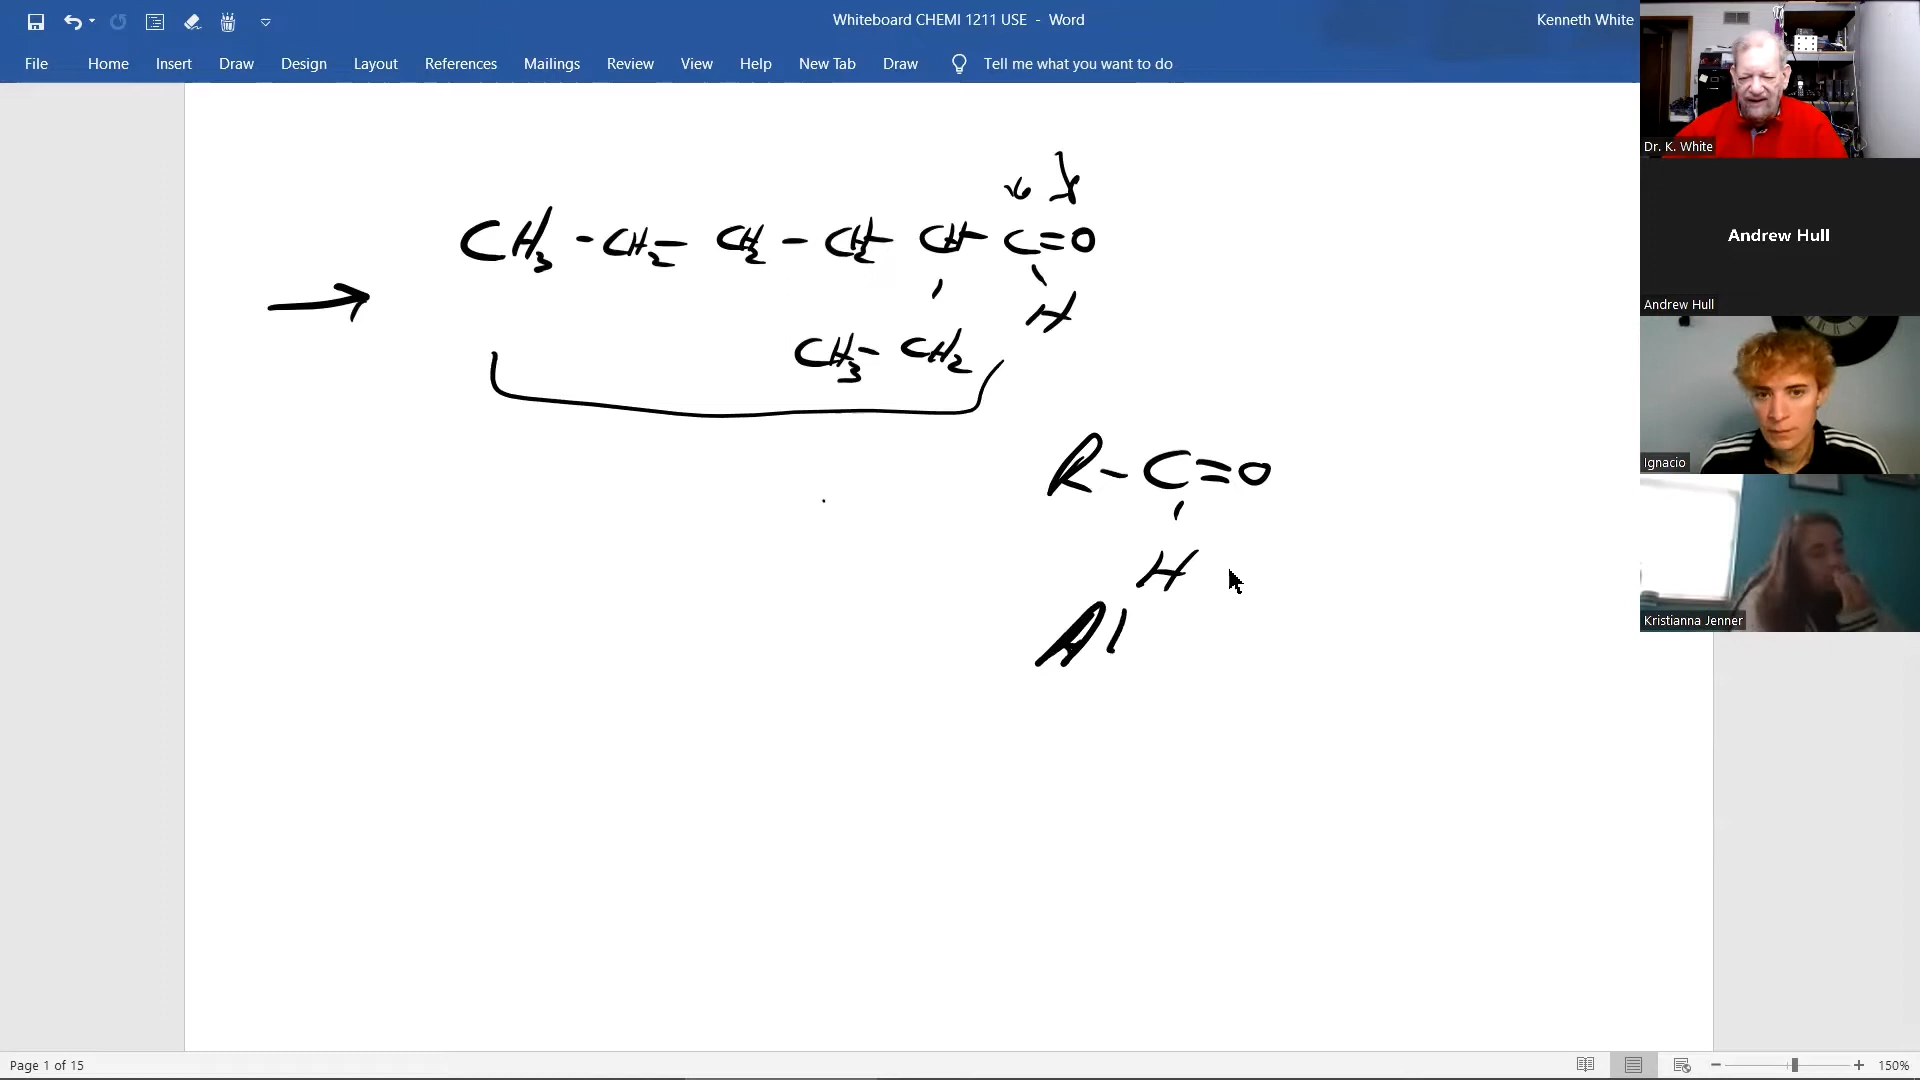 Whiteboard CHEMI 1211 USE - Word
Kenneth White
File Home Insert Draw Design Layout References Mailings Review View Help New Tab Draw Tell me what you want to do
Dr. K. White
Andrew Hull
Andrew Hull
Ignacio
Kristianna Jenner
CH3 - CH2 - CH2 - CH2 - CH - C=O
H
CH3 - CH2
R - C=O
H
Al
Page 1 of 15
150%